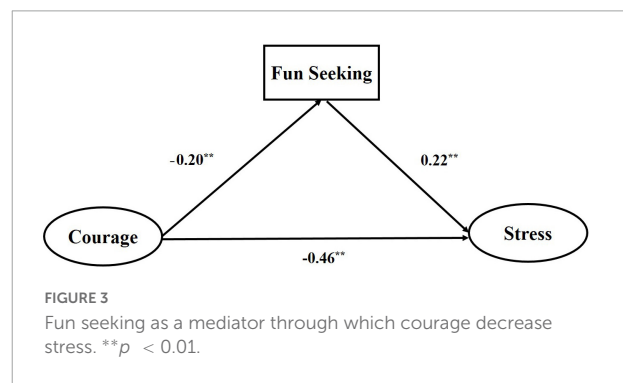 Fun Seeking
-0.20**
0.22**
Courage
Stress
-0.46**
FIGURE 3
Fun seeking as a mediator through which courage decrease
stress. **p < 0.01.